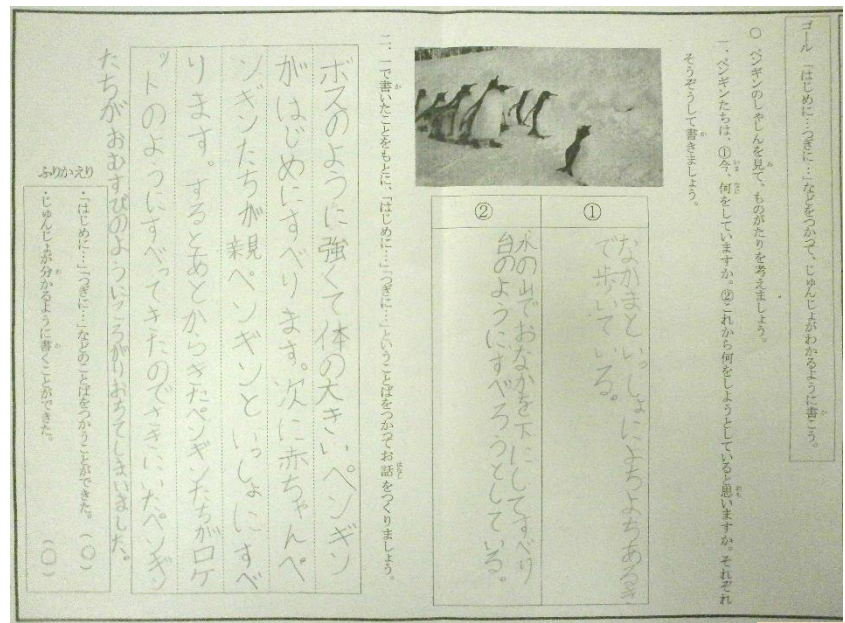 ゴール 「はじめに…つぎに…」などをつかって、じゅんじょがわかるように書こう。
○ ペンギンのしゃしんを見て、ものがたりを考えましょう。
一、ペンギンたちは、①今、何をしていますか。②これから何をしようとしていると思いますか。それぞれ
そうぞうして書きましょう。
①
なかまといっしょによちよちあるき
で歩いている。
②
氷の山でおなかを下にしてすべり
台のようにすべろうとしている。
二、一で書いたことをもとに、「はじめに…」「つぎに…」ということばをつかってお話をつくりましょう。
ボスのように強くて体の大きいペンギン
がはじめにすべります。次に赤ちゃんペ
ンギンたちが親ペンギンといっしょにすべ
ります。するとあとからきたペンギンたちがロケ
ットのようにすべってきたのでさきにいたペンギン
たちがおむすびのようにころがりおちてしまいました。
ふりかえり
・「はじめに…」「つぎに…」などのことばをつかうことができた。 (○)
・じゅんじょが分かるように書くことができた。 (○)